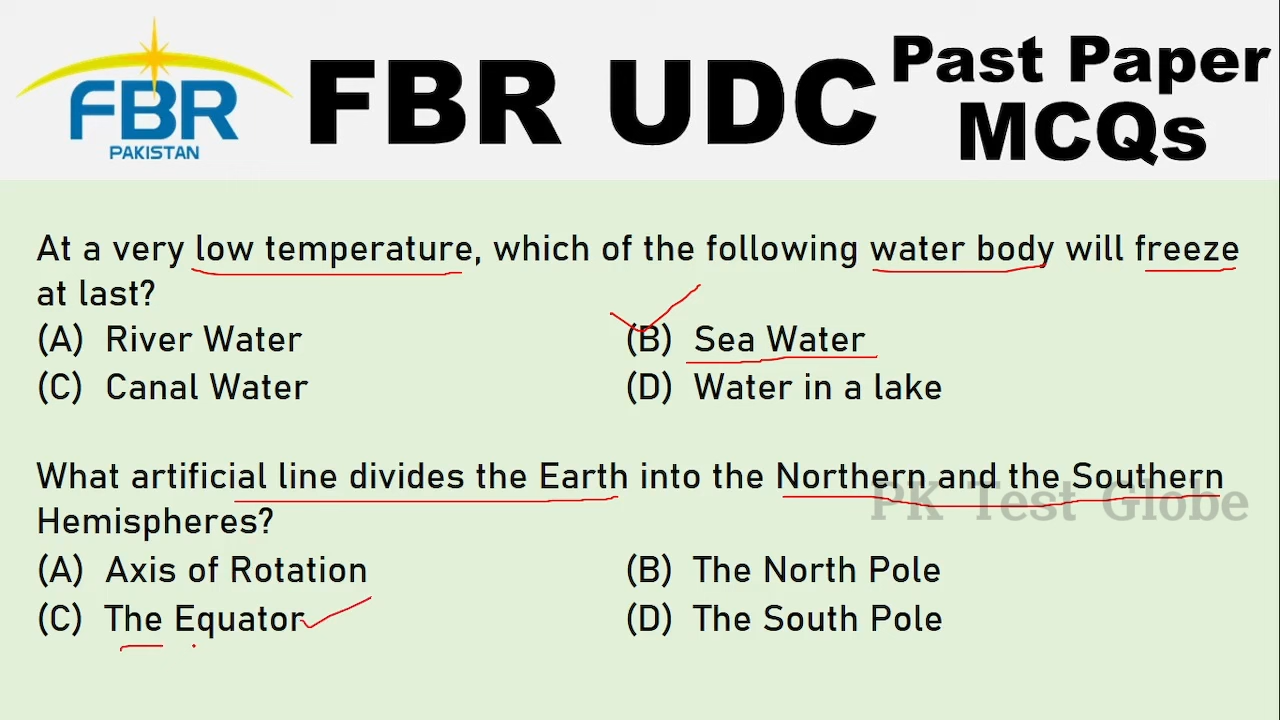 FBR
PAKISTAN
FBR UDC
Past Paper
MCQs
At a very low temperature, which of the following water body will freeze
at last?
(A) River Water (B) Sea Water
(C) Canal Water (D) Water in a lake
What artificial line divides the Earth into the Northern and the Southern
PK Test Globe
Hemispheres?
(A) Axis of Rotation (B) The North Pole
(C) The Equator (D) The South Pole